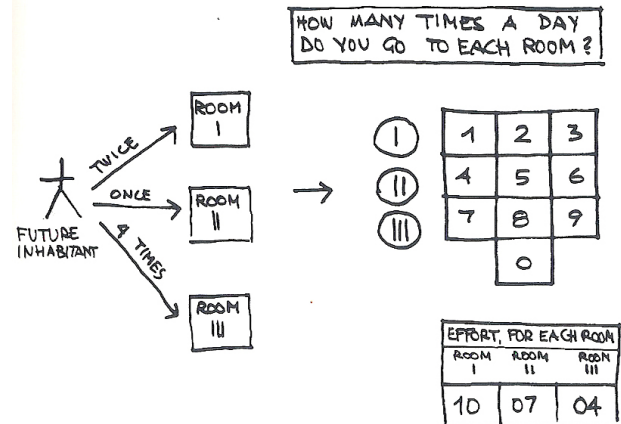 HOW MANY TIMES A DAY
DO YOU GO TO EACH ROOM?
ROOM
I
TWICE
ONCE
ROOM
II
4 TIMES
FUTURE
INHABITANT
ROOM
III
I
II
III
1 2 3
4 5 6
7 8 9
0
EFFORT, FOR EACH ROOM
ROOM ROOM ROOM
I II III
10 07 04